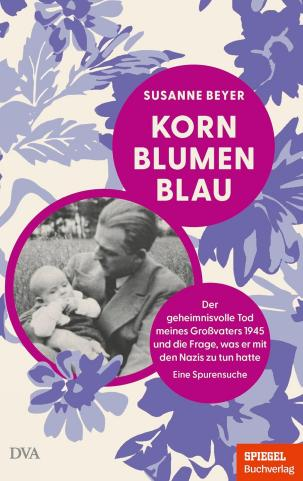 SUSANNE BEYER
KORN
BLUMEN
BLAU
Der
geheimnisvolle Tod
meines Großvaters 1945
und die Frage, was er mit
den Nazis zu tun hatte
Eine Spurensuche
DVA
SPIEGEL
Buchverlag